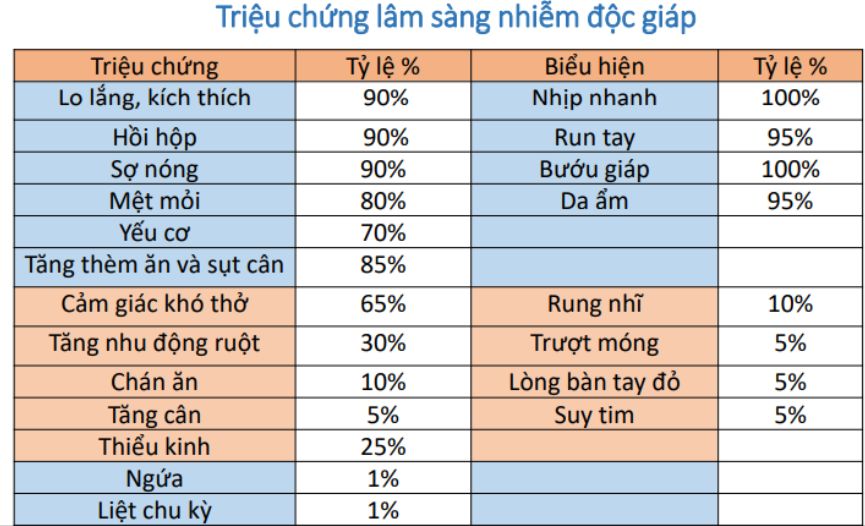 Triệu chứng lâm sàng nhiễm độc giáp
Triệu chứng Tỷ lệ % Biểu hiện Tỷ lệ %
Lo lắng, kích thích 90% Nhịp nhanh 100%
Hồi hộp 90% Run tay 95%
Sợ nóng 90% Bướu giáp 100%
Mệt mỏi 80% Da ẩm 95%
Yếu cơ 70%
Tăng thèm ăn và sụt cân 85%
Cảm giác khó thở 65% Rung nhĩ 10%
Tăng nhu động ruột 30% Trượt móng 5%
Chán ăn 10% Lòng bàn tay đỏ 5%
Tăng cân 5% Suy tim 5%
Thiểu kinh 25%
Ngứa 1%
Liệt chu kỳ 1%